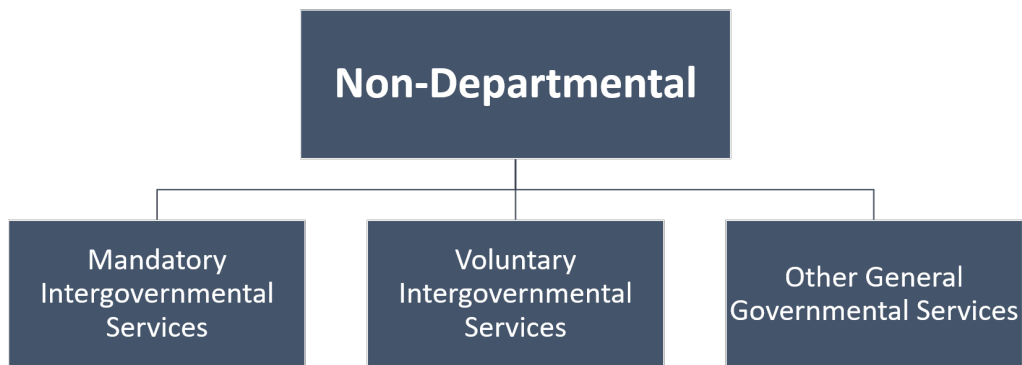 Non-Departmental
Mandatory
Intergovernmental
Services
Voluntary
Intergovernmental
Services
Other General
Governmental Services